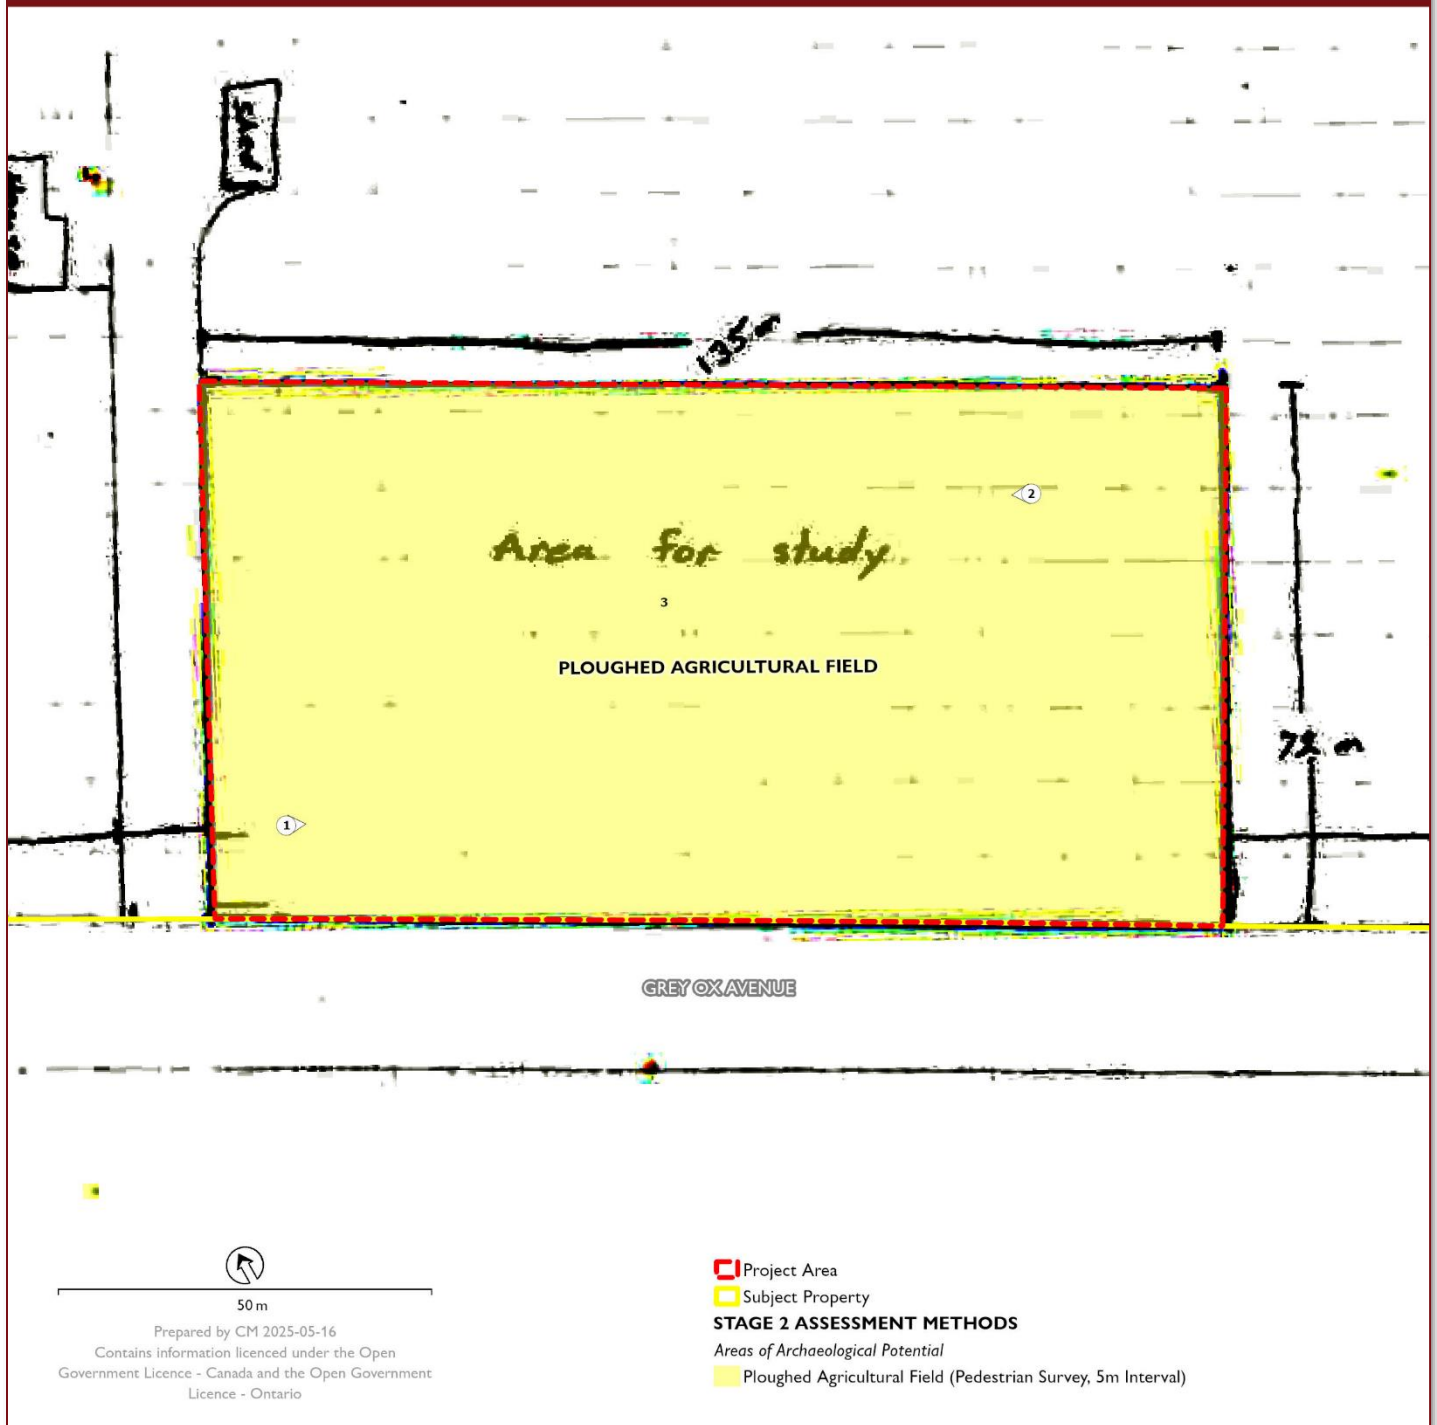 SHED
135 m
2
Area for study
3
PLOUGHED AGRICULTURAL FIELD
72 m
1
GREY OX AVENUE
50 m
Prepared by CM 2025-05-16
Contains information licenced under the Open
Government Licence - Canada and the Open Government
Licence - Ontario
Project Area
Subject Property
STAGE 2 ASSESSMENT METHODS
Areas of Archaeological Potential
Ploughed Agricultural Field (Pedestrian Survey, 5m Interval)